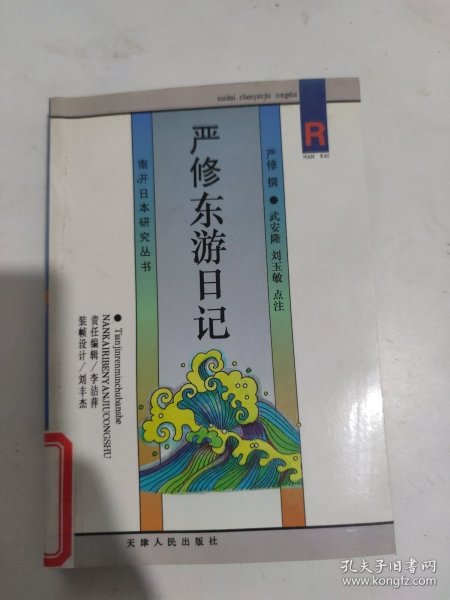 nankai ribenyanjiu congshu
R
NAN KAI
严修东游日记
严修 撰 ● 武安隆 刘玉敏 点注
南开日本研究丛书
● Tianjinrenminchubanshe
NANKAIRIBENYANJIUCONGSHU
责任编辑／李洁萍
装帧设计／刘丰杰
天津人民出版社
孔夫子旧书网
www.kongfz.com